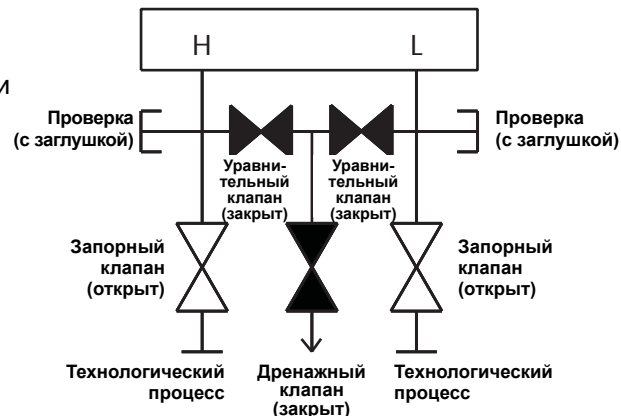 H
L
и
Проверка
(с заглушкой)
Проверка
(с заглушкой)
Уравни-
тельный
клапан
(закрыт)
Уравни-
тельный
клапан
(закрыт)
Запорный
клапан
(открыт)
Запорный
клапан
(открыт)
Технологический
процесс
Дренажный
клапан
(закрыт)
Технологический
процесс